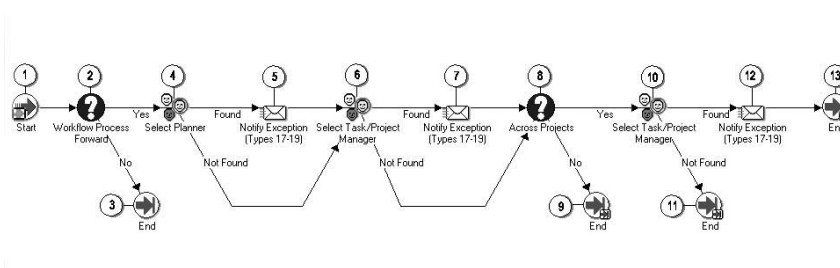 1
2
4
5
6
7
8
10
12
13
Yes
Found
Found
Yes
Found
Start
Workflow Process
Forward
Select Planner
Notify Exception
(Types 17-19)
Select Task/Project
Manager
Notify Exception
(Types 17-19)
Across Projects
Select Task/Project
Manager
Notify Exception
(Types 17-19)
En
No
Not Found
Not Found
No
Not Found
3
End
9
End
11
End